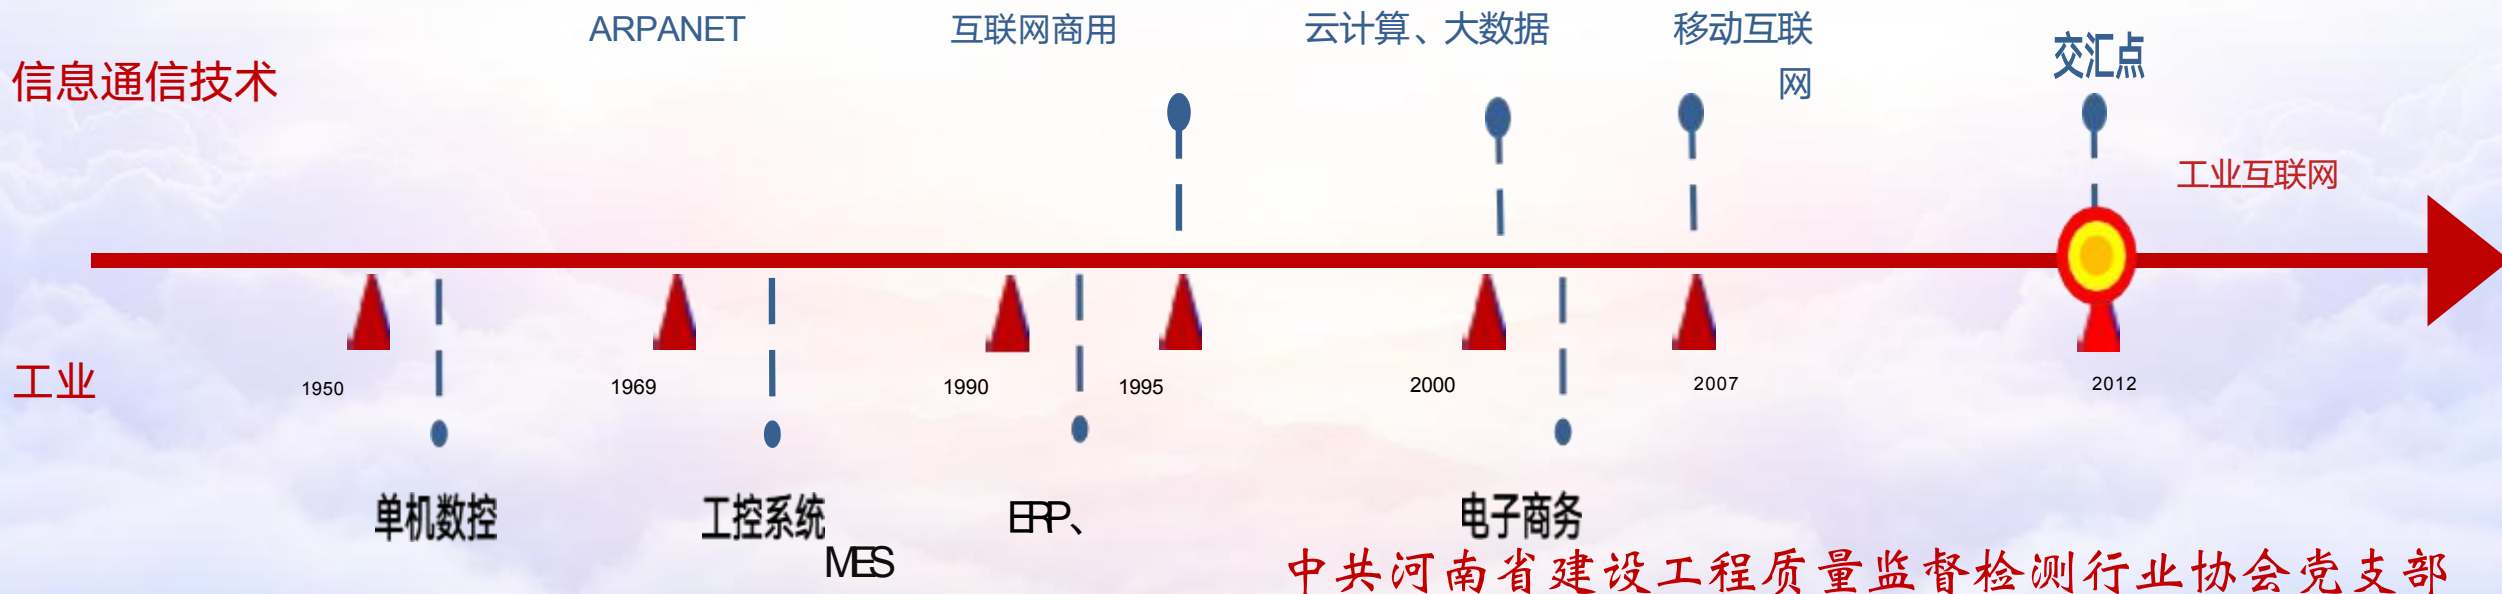 ARPANET
互联网商用
云计算、大数据
移动互联
网
交汇点
信息通信技术
工业互联网
工业
1950
1969
1990
1995
2000
2007
2012
单机数控
工控系统
ERP、
MES
电子商务
中共河南省建设工程质量监督检测行业协会党支部